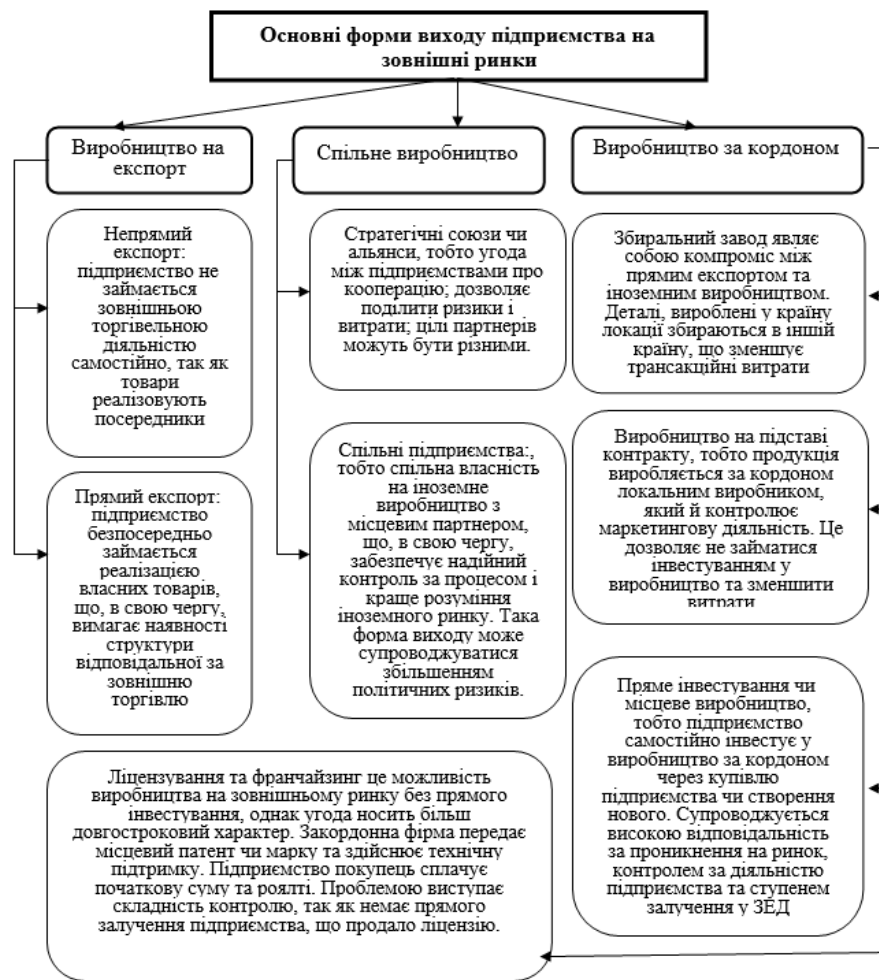 Основні форми виходу підприємства на
зовнішні ринки
Виробництво на
експорт
Спільне виробництво
Виробництво за кордоном
Непрямий
експорт:
підприємство не
займається
зовнішньою
торгівельною
діяльністю
самостійно, так як
товари
реалізовують
посередники
Прямий експорт:
підприємство
безпосередньо
займається
реалізацією
власних товарів,
що, в свою чергу,
вимагає наявності
структури
відповідальної за
зовнішню
торгівлю
Стратегічні союзи чи
альянси, тобто угода
між підприємствами про
кооперацію; дозволяє
поділити ризики і
витрати; цілі партнерів
можуть бути різними.
Спільні підприємства:,
тобто спільна власність
на іноземне
виробництво з
місцевим партнером,
що, в свою чергу,
забезпечує надійний
контроль за процесом і
краще розуміння
іноземного ринку. Така
форма виходу може
супроводжуватися
збільшенням
політичних ризиків.
Збиральний завод являє
собою компроміс між
прямим експортом та
іноземним виробництвом.
Деталі, вироблені у країну
локації збираються в іншій
країну, що зменшує
трансакційні витрати
Виробництво на підставі
контракту, тобто продукція
виробляється за кордоном
локальним виробником,
який й контролює
маркетингову діяльність. Це
дозволяє не займатися
інвестуванням у
виробництво та зменшити
витрати
Пряме інвестування чи
місцеве виробництво,
тобто підприємство
самостійно інвестує у
виробництво за кордоном
через купівлю
підприємства чи створення
нового. Супроводжується
високою відповідальність
за проникнення на ринок,
контролем за діяльністю
підприємства та ступенем
залучення у ЗЕД
Ліцензування та франчайзинг це можливість
виробництва на зовнішньому ринку без прямого
інвестування, однак угода носить більш
довгостроковий характер. Закордонна фірма передає
місцевий патент чи марку та здійснює технічну
підтримку. Підприємство покупець сплачує
початкову суму та роялті. Проблемою виступає
складність контролю, так як немає прямого
залучення підприємства, що продало ліцензію.